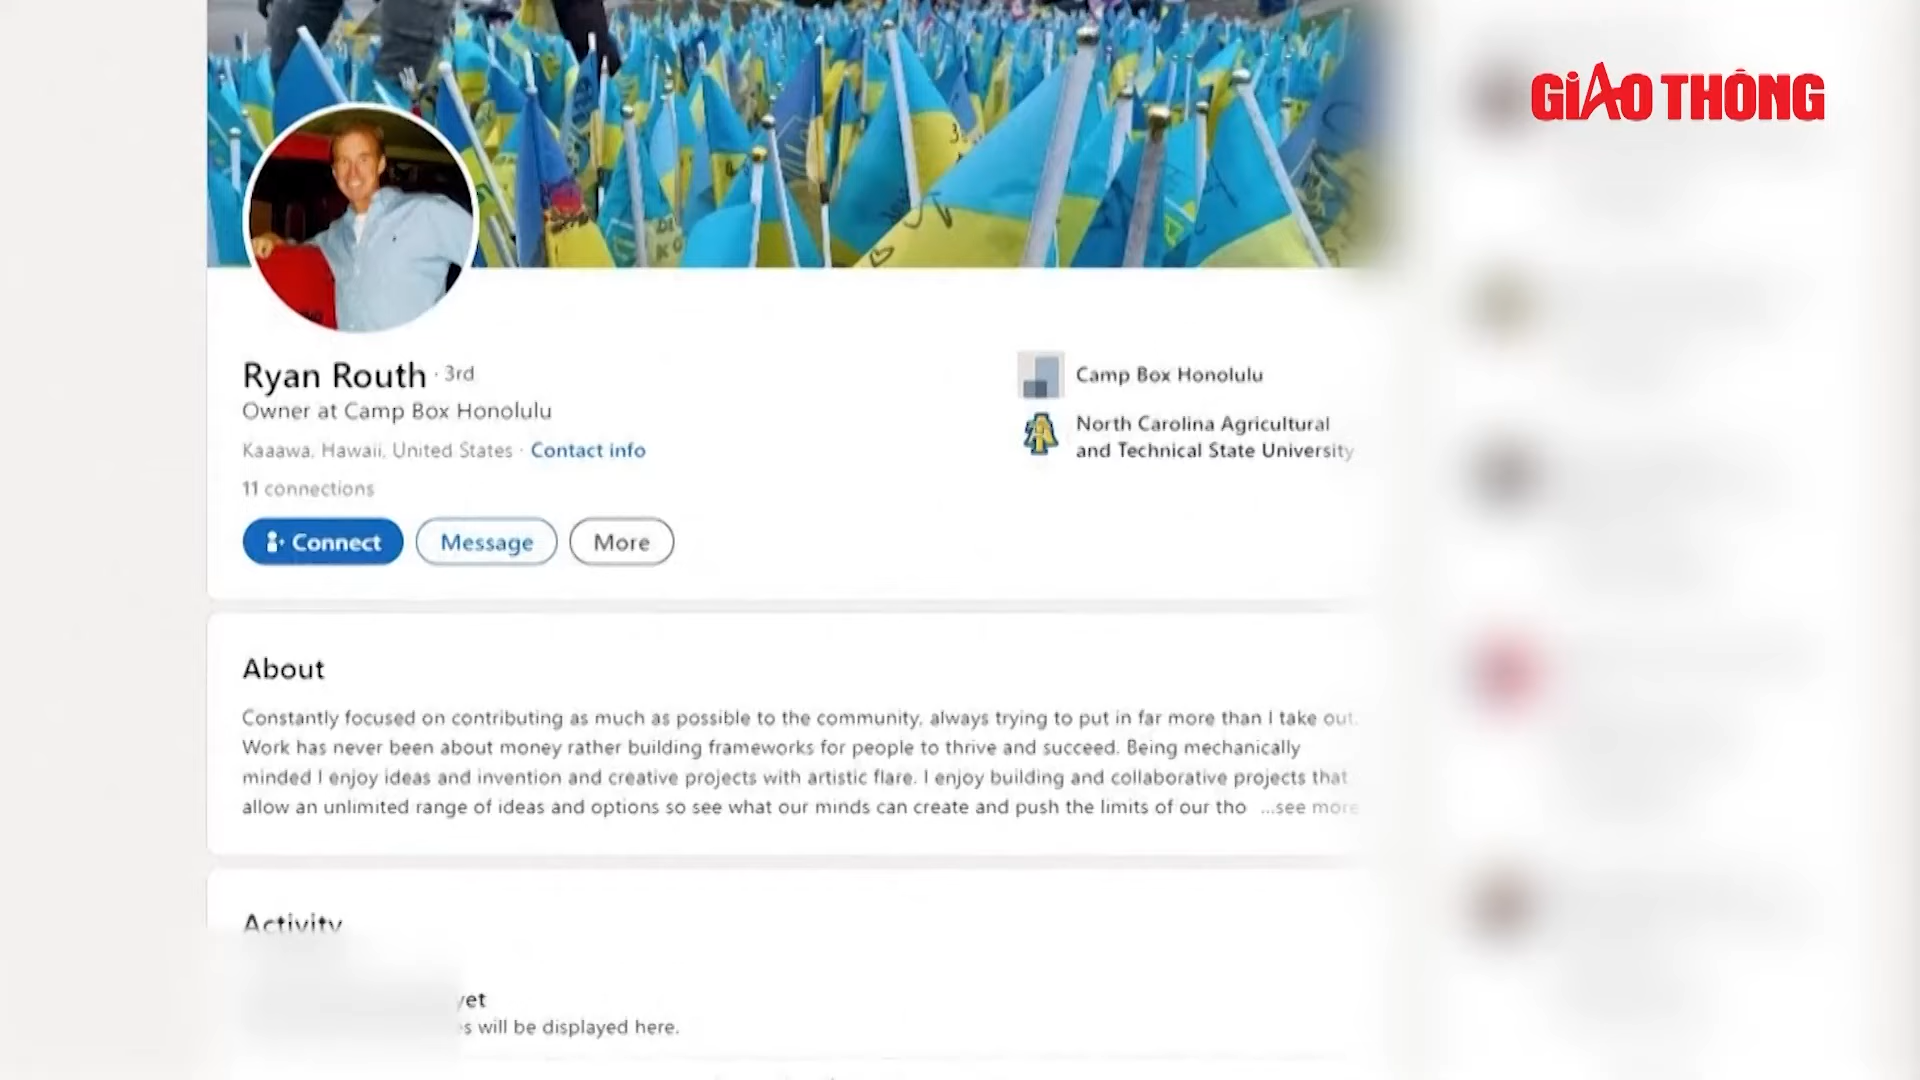 GIAO THÔNG
Ryan Routh · 3rd
Owner at Camp Box Honolulu
Kaaawa, Hawaii, United States · Contact info
11 connections
Connect
Message
More
Camp Box Honolulu
North Carolina Agricultural
and Technical State University
About
Constantly focused on contributing as much as possible to the community, always trying to put in far more than I take out.
Work has never been about money rather building frameworks for people to thrive and succeed. Being mechanically
minded I enjoy ideas and invention and creative projects with artistic flare. I enjoy building and collaborative projects that
allow an unlimited range of ideas and options so see what our minds can create and push the limits of our tho ...see more
Activity
yet
s will be displayed here.